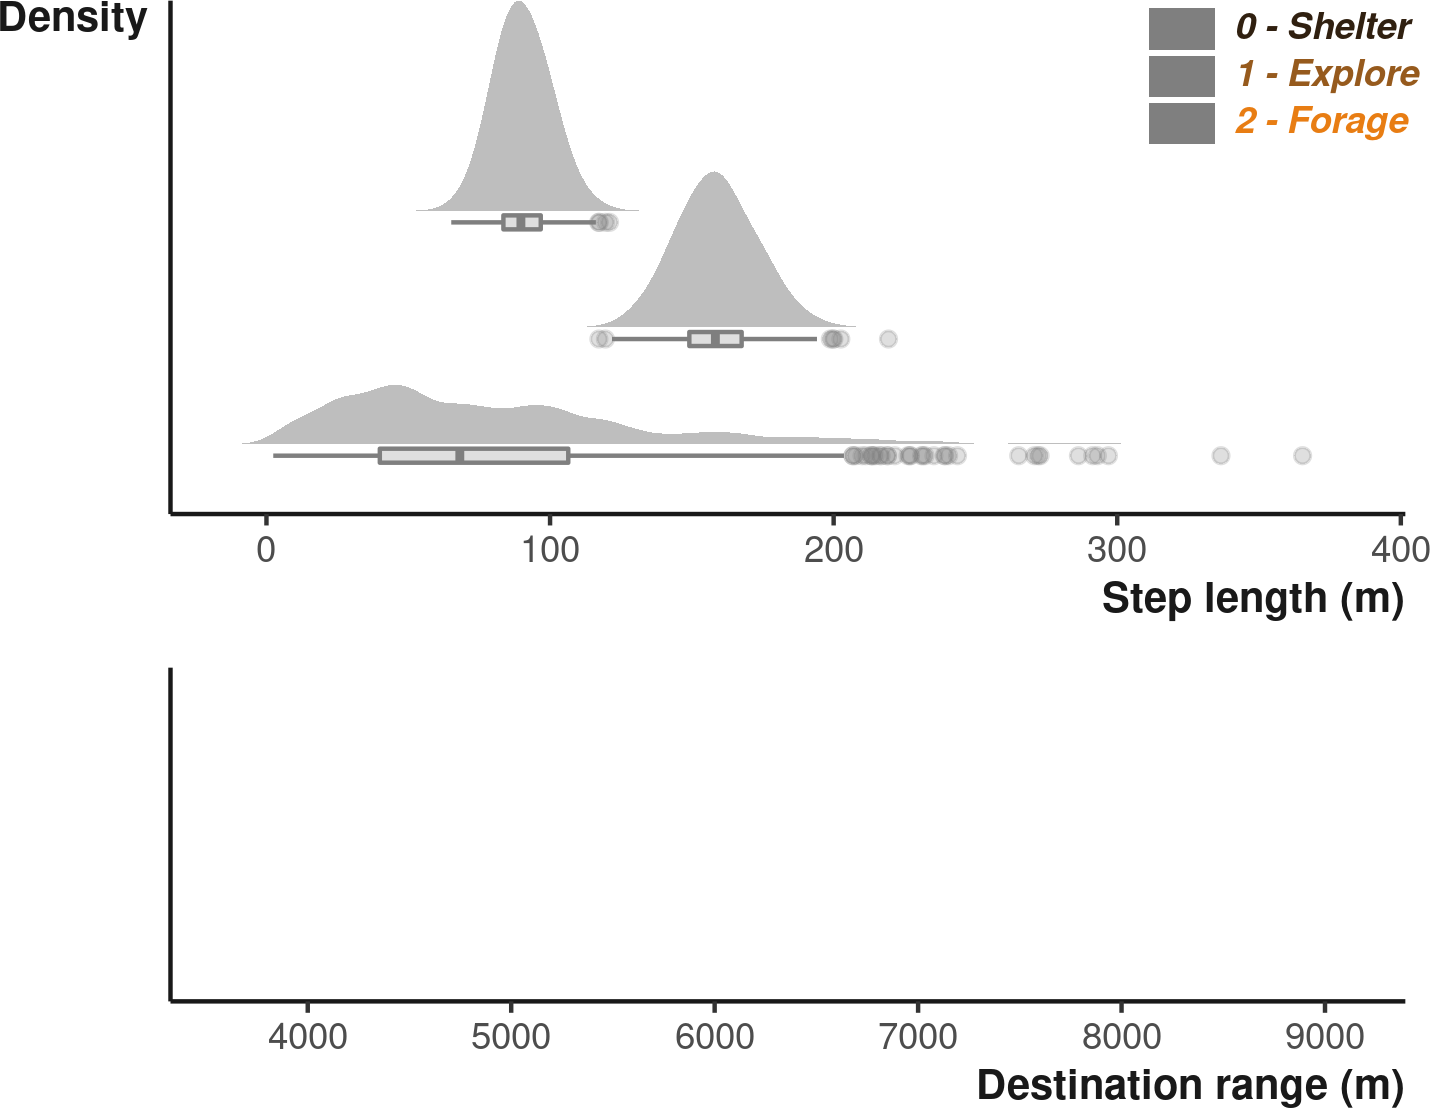 Density
0 - Shelter
1 - Explore
2 - Forage
0 100 200 300 400
Step length (m)
4000 5000 6000 7000 8000 9000
Destination range (m)